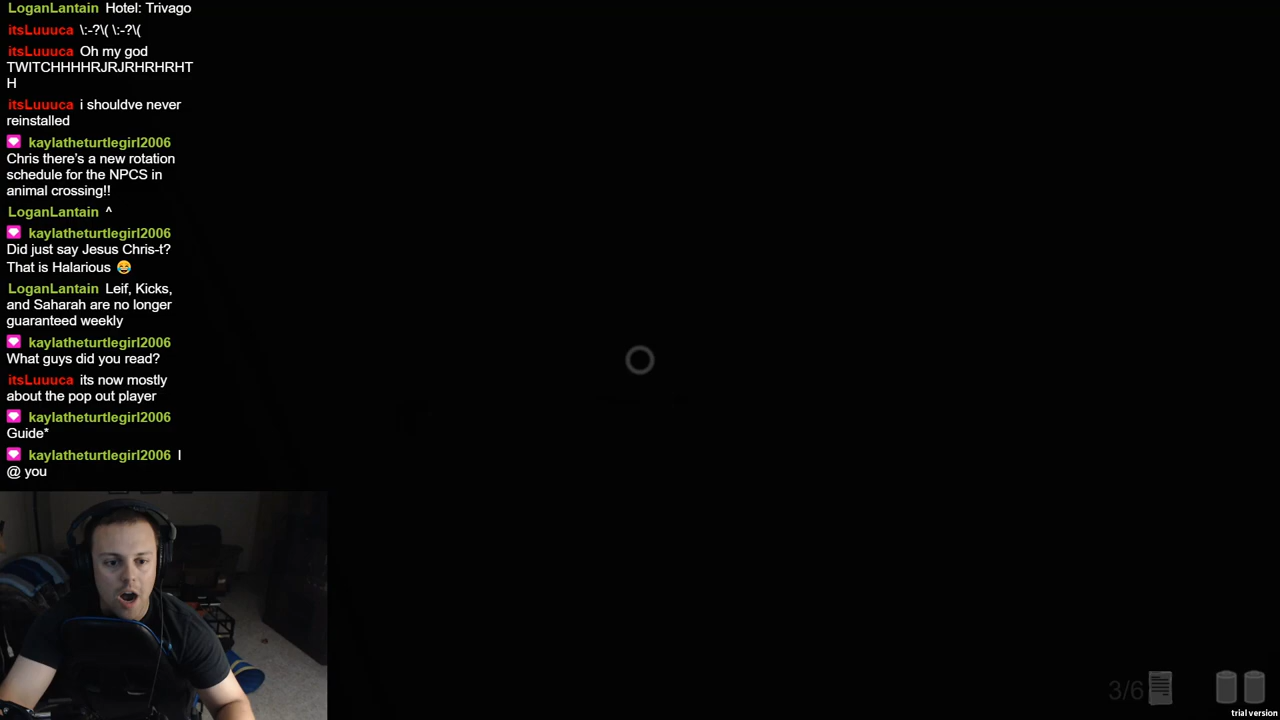 LoganLantain Hotel: Trivago
itsLuuuca \:-?\( \:-?\(
itsLuuuca Oh my god
TWITCHHHHRJRJRHRHRHT
H
itsLuuuca i shouldve never
reinstalled
kaylatheturtlegirl2006
Chris there's a new rotation
schedule for the NPCS in
animal crossing!!
LoganLantain ^
kaylatheturtlegirl2006
Did just say Jesus Chris-t?
That is Halarious 😂
LoganLantain Leif, Kicks,
and Saharah are no longer
guaranteed weekly
kaylatheturtlegirl2006
What guys did you read?
itsLuuuca its now mostly
about the pop out player
kaylatheturtlegirl2006
Guide*
kaylatheturtlegirl2006 I
@ you
3/6
trial version